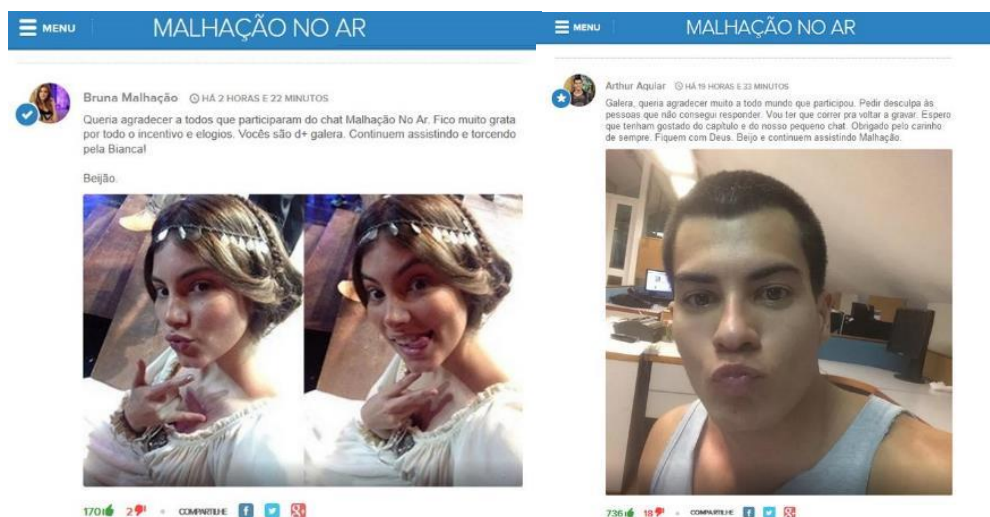 MENU
MALHAÇÃO NO AR
Bruna Malhação HÁ 2 HORAS E 22 MINUTOS
Queria agradecer a todos que participaram do chat Malhação No Ar. Fico muito grata
por todo o incentivo e elogios. Vocês são d+ galera. Continuem assistindo e torcendo
pela Bianca!
Beijão.
1701 2 COMPARTILHE
MENU
MALHAÇÃO NO AR
Arthur Aguiar HÁ 19 HORAS E 33 MINUTOS
Galera, queria agradecer muito a todo mundo que participou. Pedir desculpa às
pessoas que não consegui responder. Vou ter que correr pra voltar a gravar. Espero
que tenham gostado do capítulo e do nosso pequeno chat. Obrigado pelo carinho
de sempre. Fiquem com Deus. Beijo e continuem assistindo Malhação.
736 18 COMPARTILHE